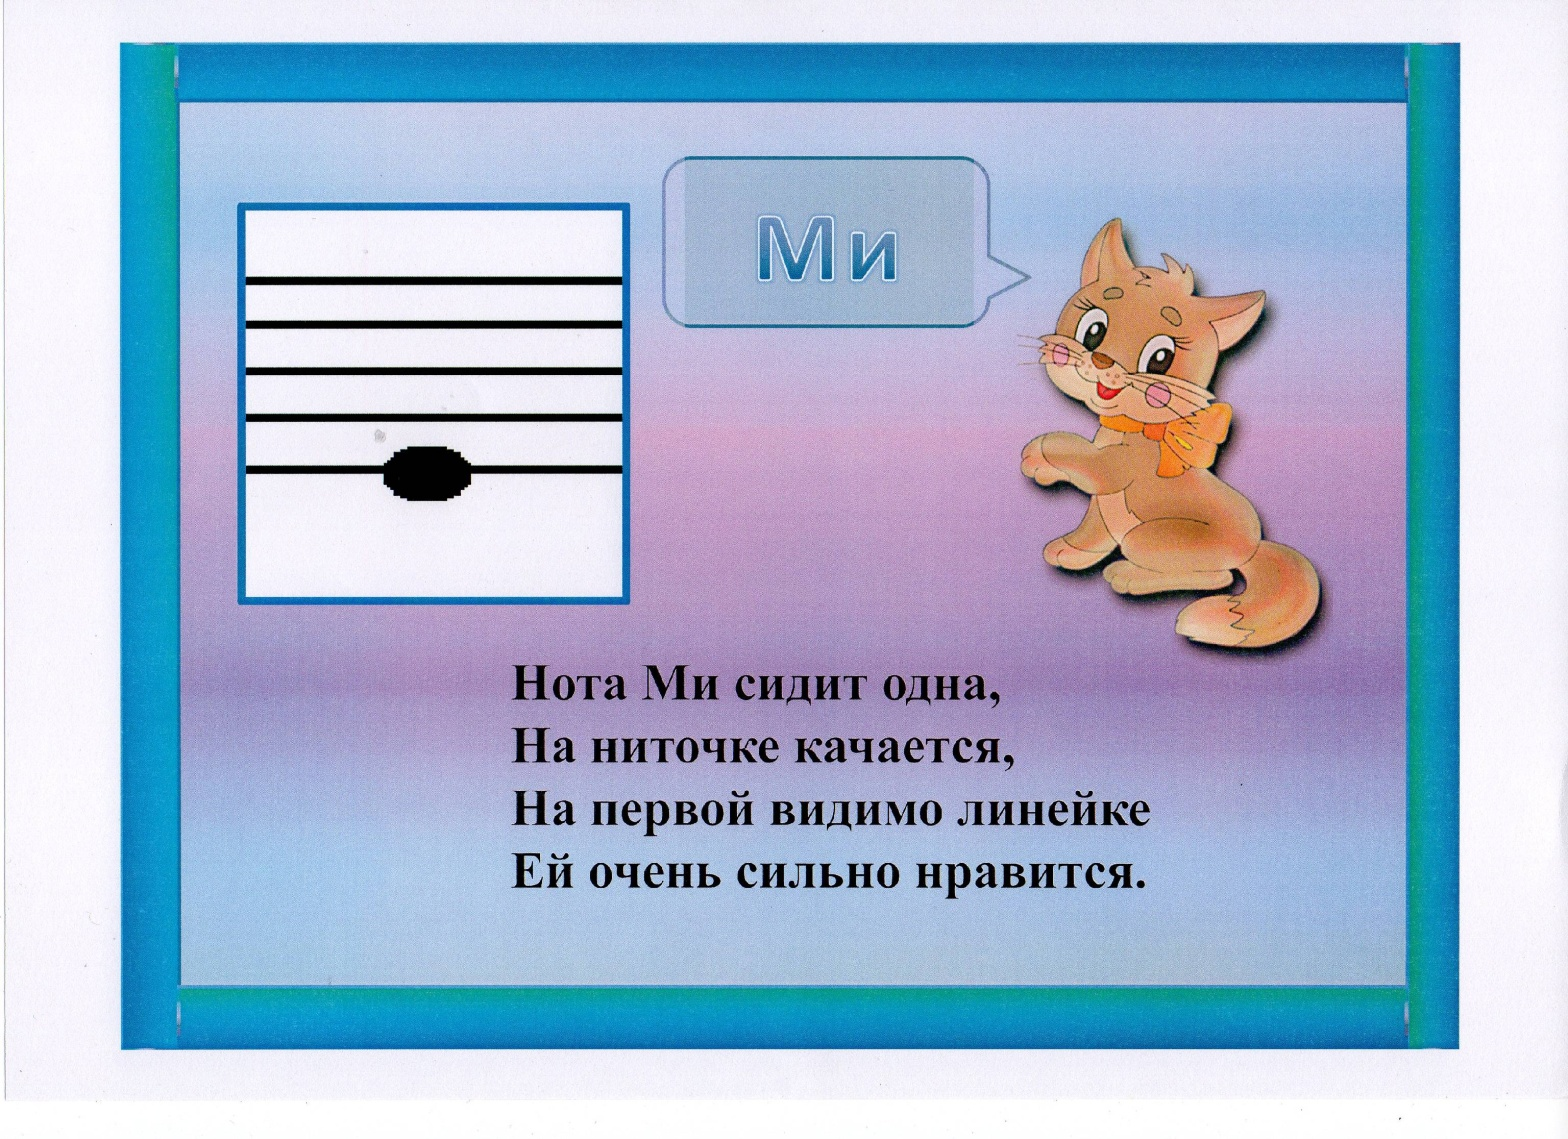 Ми
Нота Ми сидит одна,
На ниточке качается,
На первой видимо линейке
Ей очень сильно нравится.